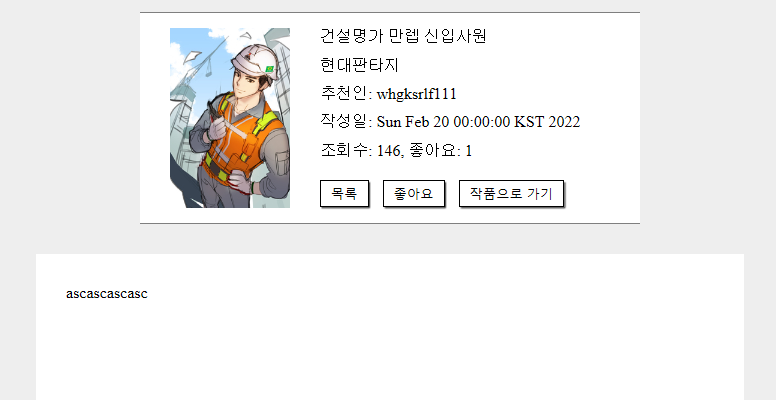 건설명가 만렙 신입사원
현대판타지
추천인: whgksrlf111
작성일: Sun Feb 20 00:00:00 KST 2022
조회수: 146, 좋아요: 1
목록 좋아요 작품으로 가기
ascascascasc